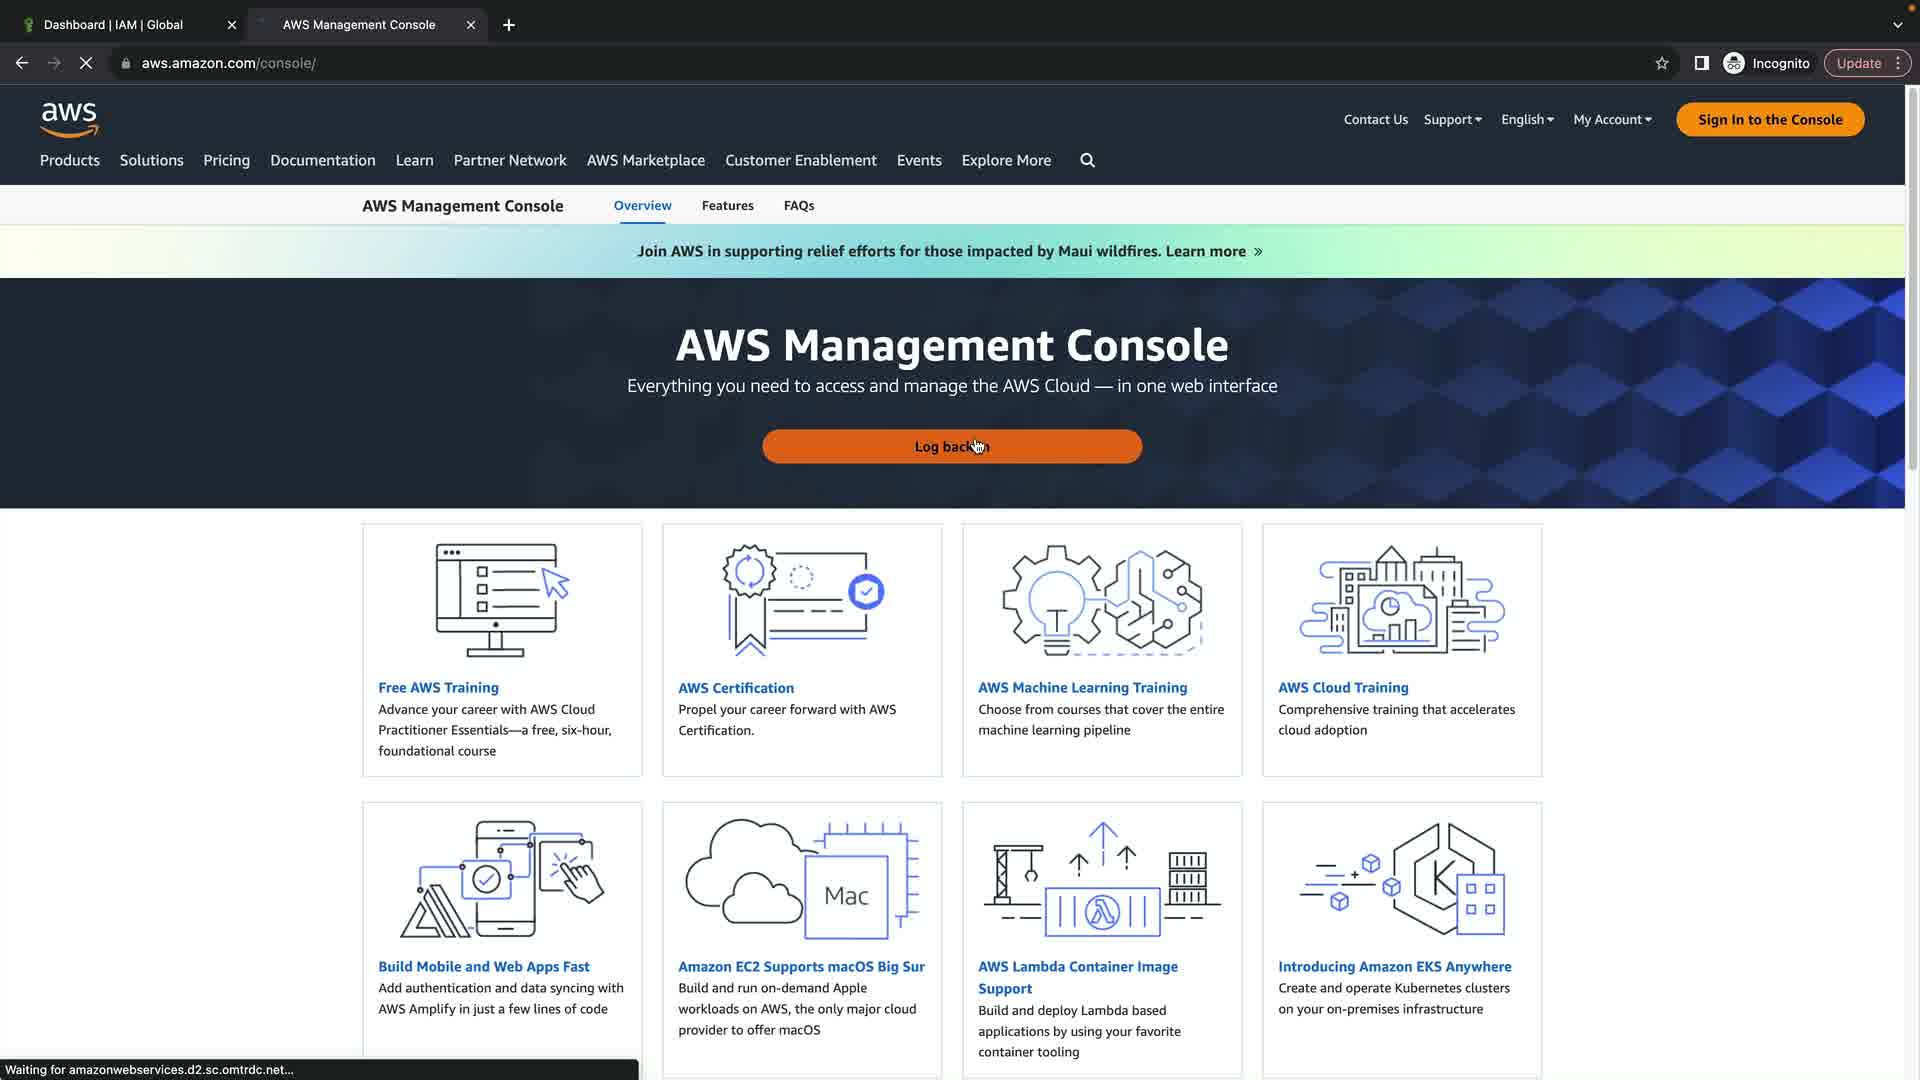 Dashboard | IAM | Global
AWS Management Console
aws.amazon.com/console/
Incognito
Update
aws
Contact Us
Support
English
My Account
Sign In to the Console
Products
Solutions
Pricing
Documentation
Learn
Partner Network
AWS Marketplace
Customer Enablement
Events
Explore More
AWS Management Console
Overview
Features
FAQs
Join AWS in supporting relief efforts for those impacted by Maui wildfires. Learn more »
AWS Management Console
Everything you need to access and manage the AWS Cloud — in one web interface
Log back
Free AWS Training
Advance your career with AWS Cloud
Practitioner Essentials—a free, six-hour,
foundational course
AWS Certification
Propel your career forward with AWS
Certification.
AWS Machine Learning Training
Choose from courses that cover the entire
machine learning pipeline
AWS Cloud Training
Comprehensive training that accelerates
cloud adoption
Build Mobile and Web Apps Fast
Add authentication and data syncing with
AWS Amplify in just a few lines of code
Mac
Amazon EC2 Supports macOS Big Sur
Build and run on-demand Apple
workloads on AWS, the only major cloud
provider to offer macOS
AWS Lambda Container Image
Support
Build and deploy Lambda based
applications by using your favorite
container tooling
K
Introducing Amazon EKS Anywhere
Create and operate Kubernetes clusters
on your on-premises infrastructure
Waiting for amazonwebservices.d2.sc.omtrdc.net...